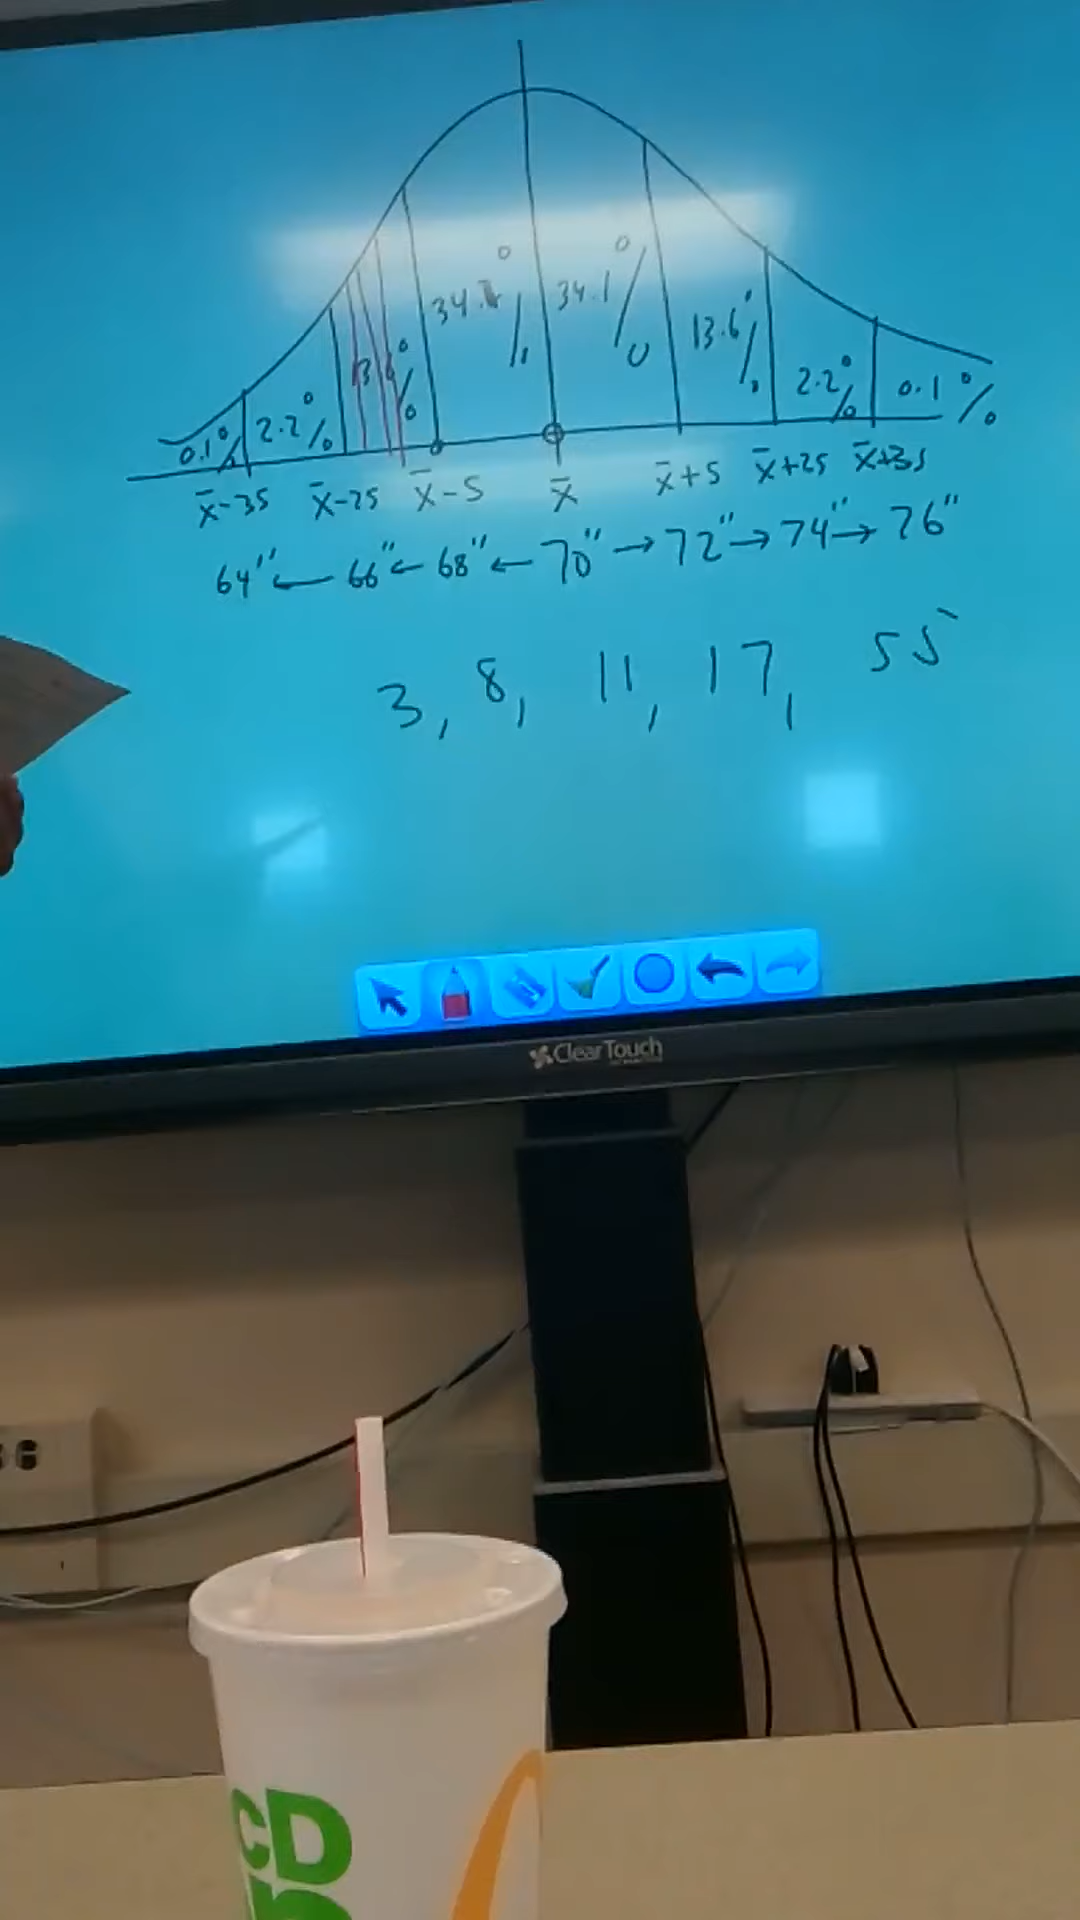 0.1% 2.2% 13.6% 34.1% 34.1% 13.6% 2.2% 0.1%
x̄-3s x̄-2s x̄-s x̄ x̄+s x̄+2s x̄+3s
64" ← 66" ← 68" ← 70" → 72" → 74" → 76"
3, 8, 11, 17, 55
ClearTouch
CD